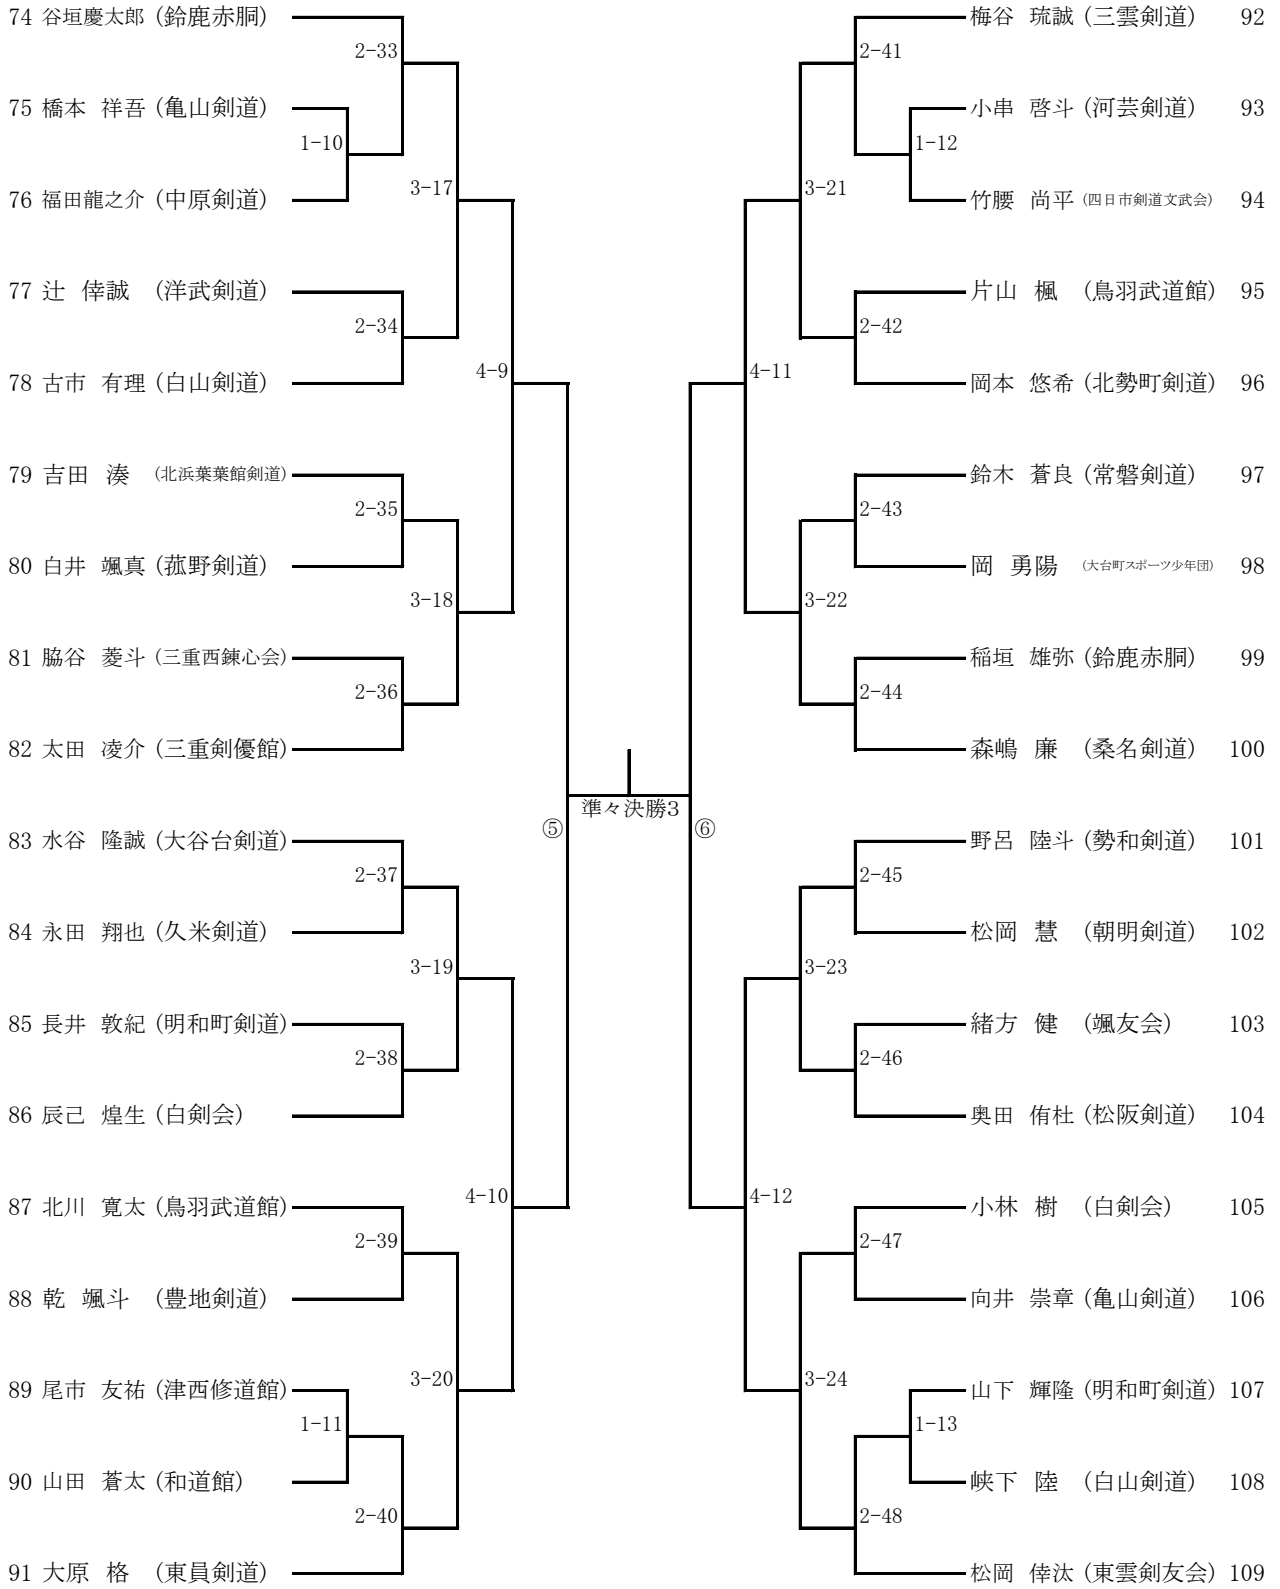 74 谷垣慶太郎 (鈴鹿赤胴)
2-33
75 橋本 祥吾 (亀山剣道)
1-10
76 福田龍之介 (中原剣道)
3-17
77 辻 倖誠 (洋武剣道)
2-34
78 古市 有理 (白山剣道)
4-9
79 吉田 湊 (北浜葉葉館剣道)
2-35
80 白井 颯真 (菰野剣道)
3-18
81 脇谷 菱斗 (三重西錬心会)
2-36
82 太田 凌介 (三重剣優館)
⑤
83 水谷 隆誠 (大谷台剣道)
2-37
84 永田 翔也 (久米剣道)
3-19
85 長井 敦紀 (明和町剣道)
2-38
86 辰己 煌生 (白剣会)
4-10
87 北川 寛太 (鳥羽武道館)
2-39
88 乾 颯斗 (豊地剣道)
3-20
89 尾市 友祐 (津西修道館)
1-11
90 山田 蒼太 (和道館)
2-40
91 大原 格 (東員剣道)
準々決勝3
梅谷 琉誠 (三雲剣道) 92
2-41
小串 啓斗 (河芸剣道) 93
1-12
竹腰 尚平 (四日市剣道文武会) 94
3-21
片山 楓 (鳥羽武道館) 95
2-42
岡本 悠希 (北勢町剣道) 96
4-11
鈴木 蒼良 (常磐剣道) 97
2-43
岡 勇陽 (大台町スポーツ少年団) 98
3-22
稲垣 雄弥 (鈴鹿赤胴) 99
2-44
森嶋 廉 (桑名剣道) 100
⑥
野呂 陸斗 (勢和剣道) 101
2-45
松岡 慧 (朝明剣道) 102
3-23
緒方 健 (颯友会) 103
2-46
奥田 侑杜 (松阪剣道) 104
4-12
小林 樹 (白剣会) 105
2-47
向井 崇章 (亀山剣道) 106
3-24
山下 輝隆 (明和町剣道) 107
1-13
峡下 陸 (白山剣道) 108
2-48
松岡 倖汰 (東雲剣友会) 109